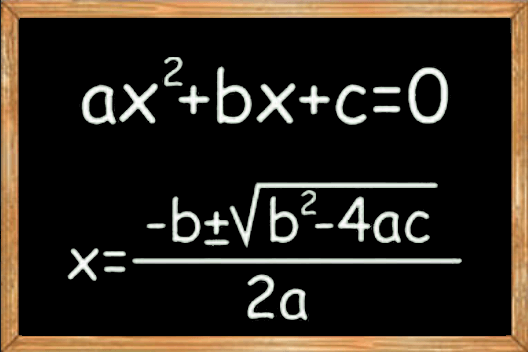 ax²+bx+c=0
x=(-b±√(b²-4ac))/(2a)